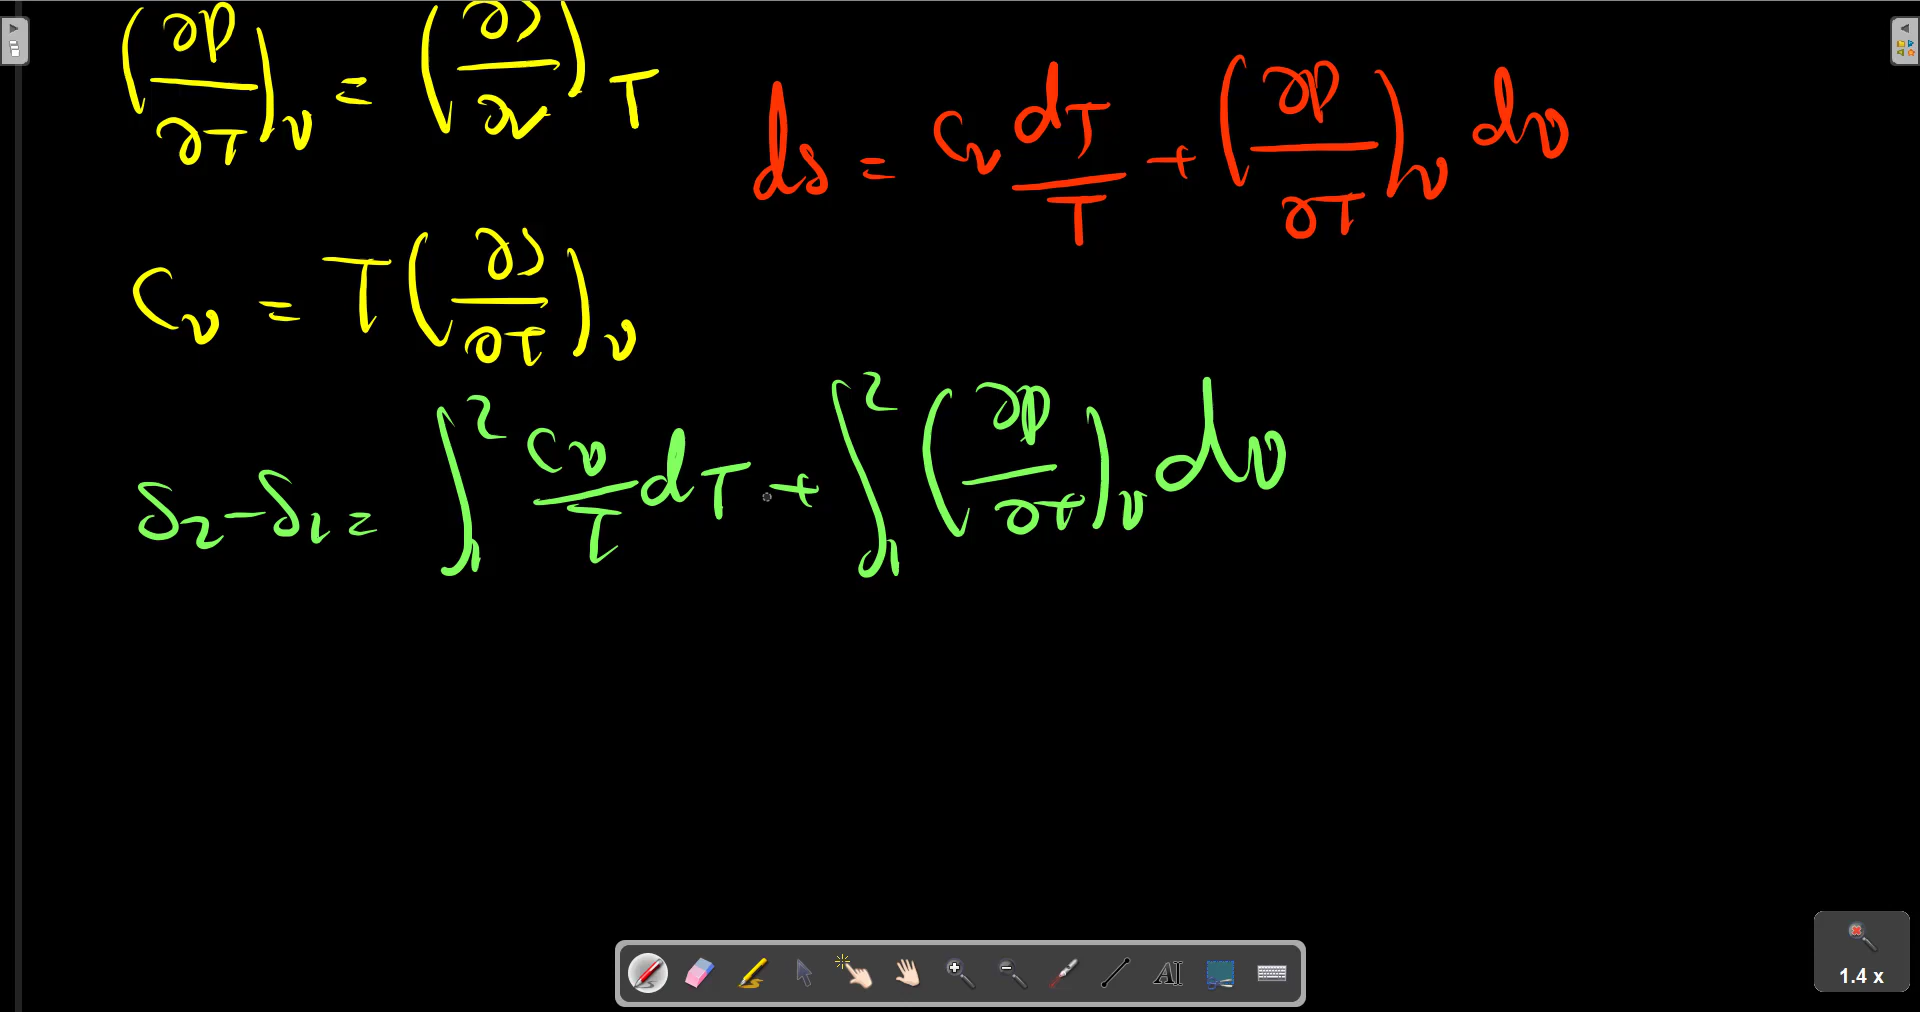 (∂P/∂T)_v = (∂s/∂v)_T
ds = c_v dT/T + (∂P/∂T)_v dv
C_v = T(∂s/∂T)_v
s_2 - s_1 = ∫_1^2 c_v/T dT + ∫_1^2 (∂P/∂T)_v dv
AI
1.4 x